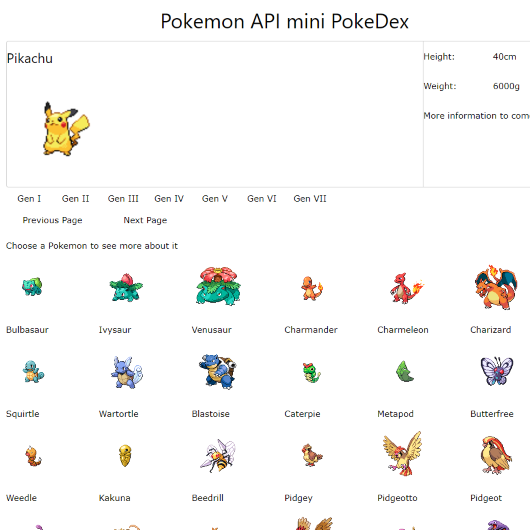 Pokemon API mini PokeDex
Pikachu
Height: 40cm
Weight: 6000g
More information to com
Gen I Gen II Gen III Gen IV Gen V Gen VI Gen VII
Previous Page Next Page
Choose a Pokemon to see more about it
Bulbasaur Ivysaur Venusaur Charmander Charmeleon Charizard
Squirtle Wartortle Blastoise Caterpie Metapod Butterfree
Weedle Kakuna Beedrill Pidgey Pidgeotto Pidgeot